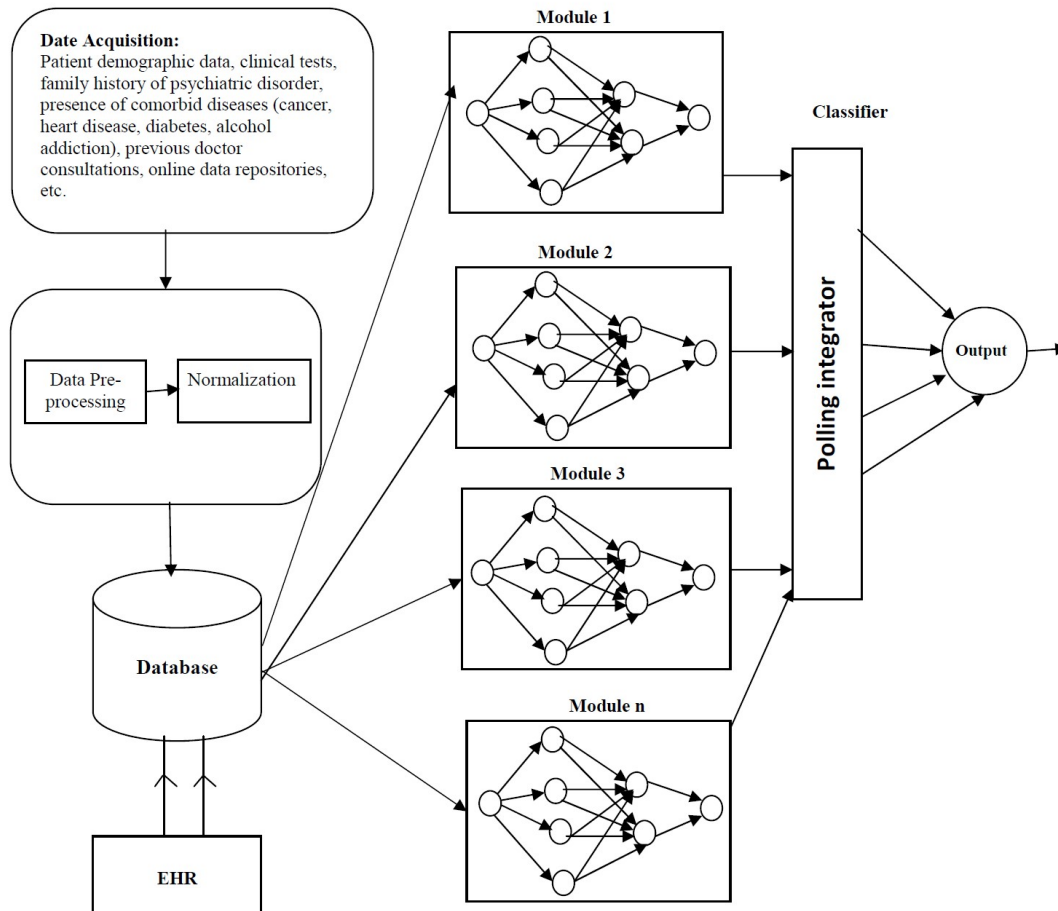 Date Acquisition:
Patient demographic data, clinical tests,
family history of psychiatric disorder,
presence of comorbid diseases (cancer,
heart disease, diabetes, alcohol
addiction), previous doctor
consultations, online data repositories,
etc.
Data Pre-
processing
Normalization
Database
EHR
Module 1
Module 2
Module 3
Module n
Classifier
Polling integrator
Output